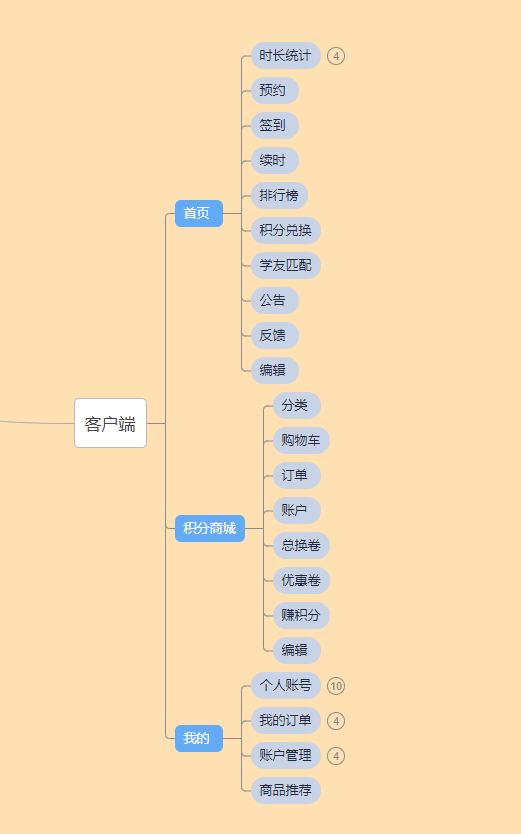 客户端
首页
时长统计 4
预约
签到
续时
排行榜
积分兑换
学友匹配
公告
反馈
编辑
积分商城
分类
购物车
订单
账户
总换卷
优惠卷
赚积分
编辑
我的
个人账号 10
我的订单 4
账户管理 4
商品推荐